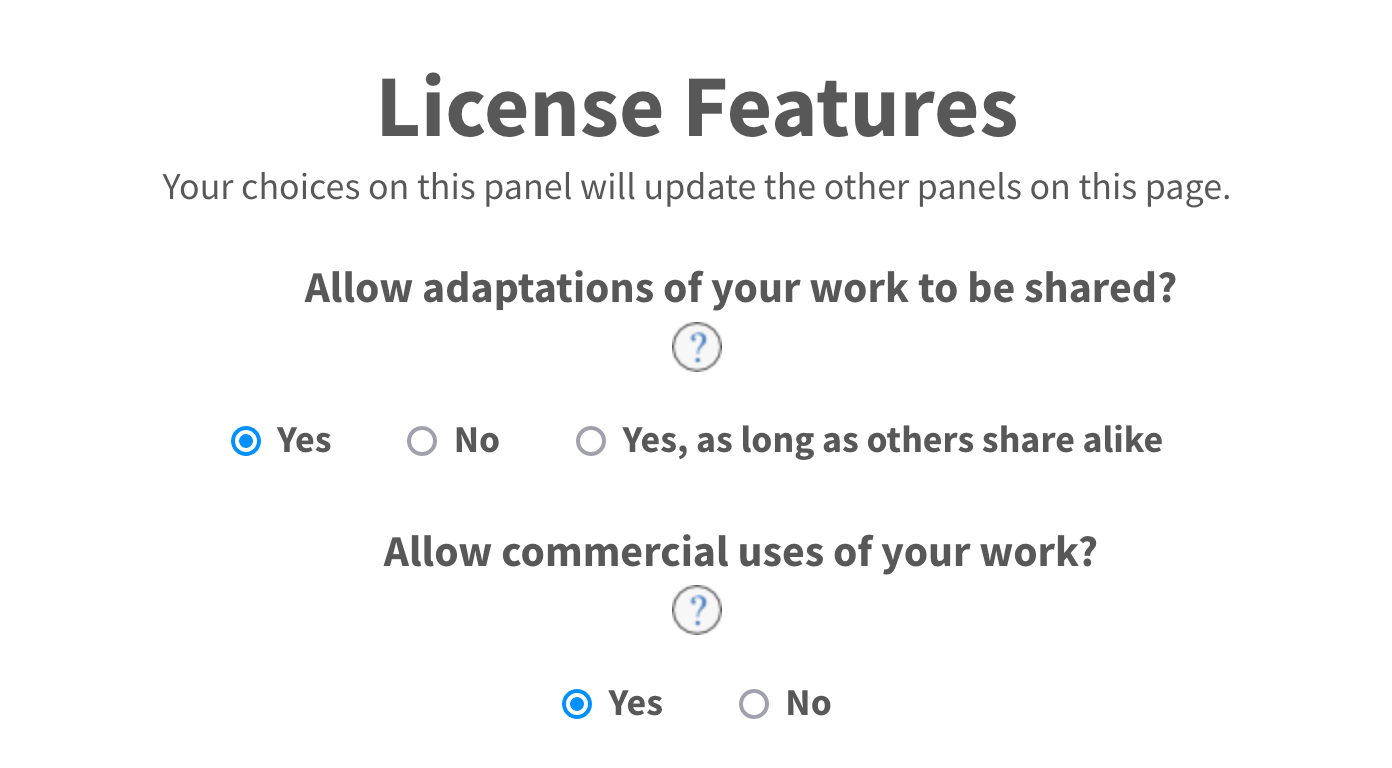 License Features
Your choices on this panel will update the other panels on this page.
Allow adaptations of your work to be shared?
?
Yes No Yes, as long as others share alike
Allow commercial uses of your work?
?
Yes No